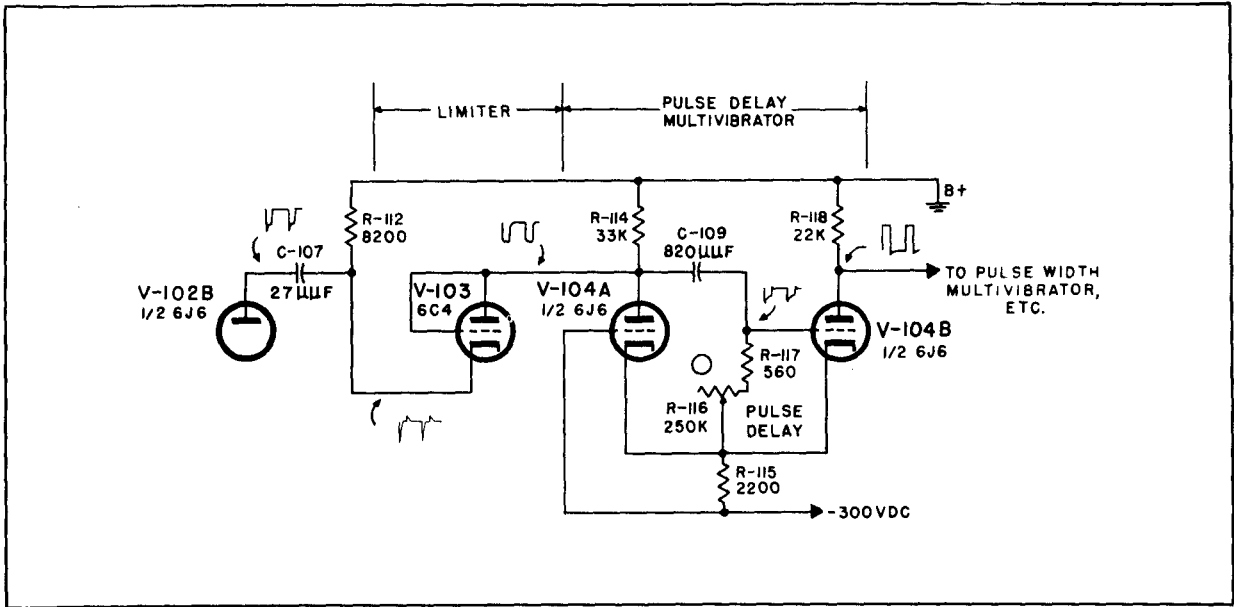 LIMITER
PULSE DELAY
MULTIVIBRATOR
B+
R-112
8200
R-114
33K
R-118
22K
C-107
27μμF
C-109
820μμF
V-102B
1/2 6J6
V-103
6C4
V-104A
1/2 6J6
TO PULSE WIDTH
MULTIVIBRATOR,
ETC.
V-104B
1/2 6J6
R-117
560
R-116
250K
PULSE
DELAY
R-115
2200
-300VDC